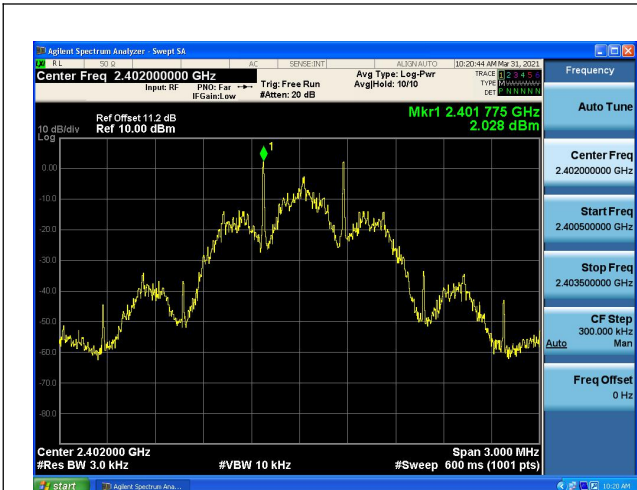 Agilent Spectrum Analyzer - Swept SA
RL 50 Ω AC SENSE:INT ALIGN AUTO 10:20:44 AM Mar 31, 2021
Center Freq 2.402000000 GHz
Input: RF PNO: Far Trig: Free Run Avg Type: Log-Pwr TRACE 1 2 3 4 5 6
IFGain:Low #Atten: 20 dB Avg|Hold: 10/10 TYPE
DET P N N N N N
Frequency
Mkr1 2.401 775 GHz
2.028 dBm
Ref Offset 11.2 dB
10 dB/div Ref 10.00 dBm
Log
1
0.00
-10.0
-20.0
-30.0
-40.0
-50.0
-60.0
-70.0
-80.0
Center 2.402000 GHz Span 3.000 MHz
#Res BW 3.0 kHz #VBW 10 kHz #Sweep 600 ms (1001 pts)
Auto Tune
Center Freq
2.402000000 GHz
Start Freq
2.400500000 GHz
Stop Freq
2.403500000 GHz
CF Step
300.000 kHz
Auto Man
Freq Offset
0 Hz
start Agilent Spectrum Ana... 10:20 AM